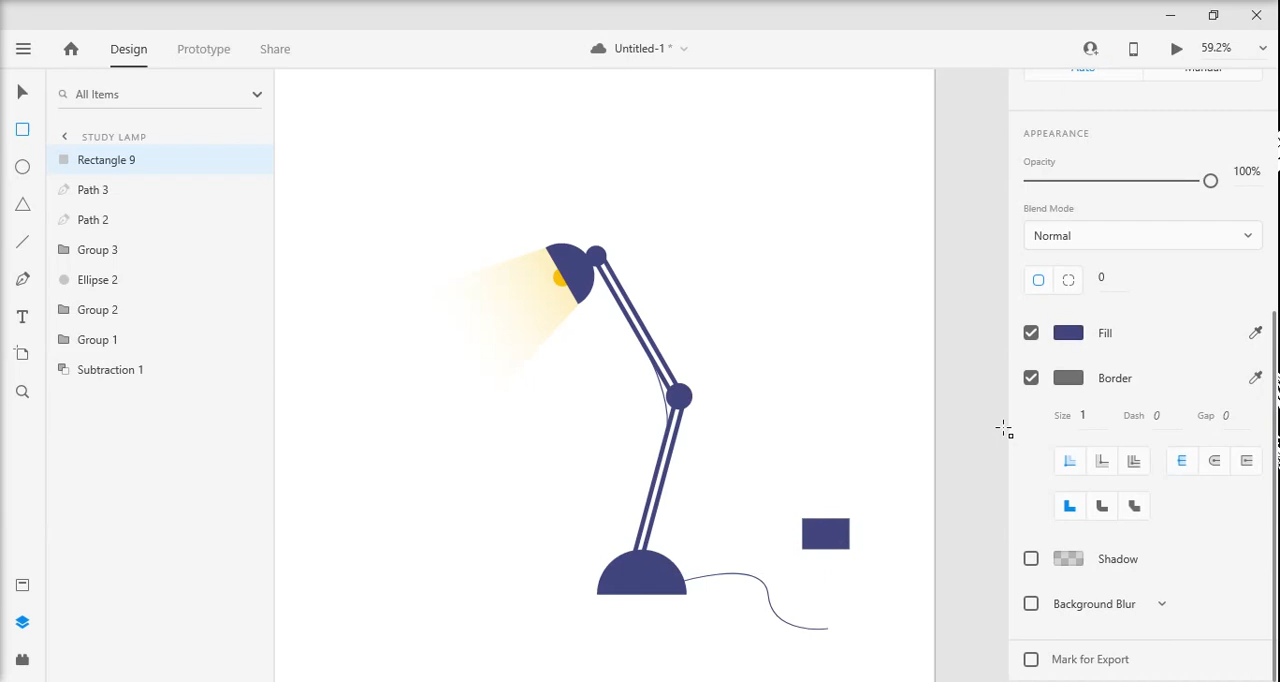 Design Prototype Share Untitled-1 * 59.2%
All Items
STUDY LAMP
Rectangle 9
Path 3
Path 2
Group 3
Ellipse 2
Group 2
Group 1
Subtraction 1
Auto Manual
APPEARANCE
Opacity
100%
Blend Mode
Normal
0
Fill
Border
Size 1 Dash 0 Gap 0
Shadow
Background Blur
Mark for Export